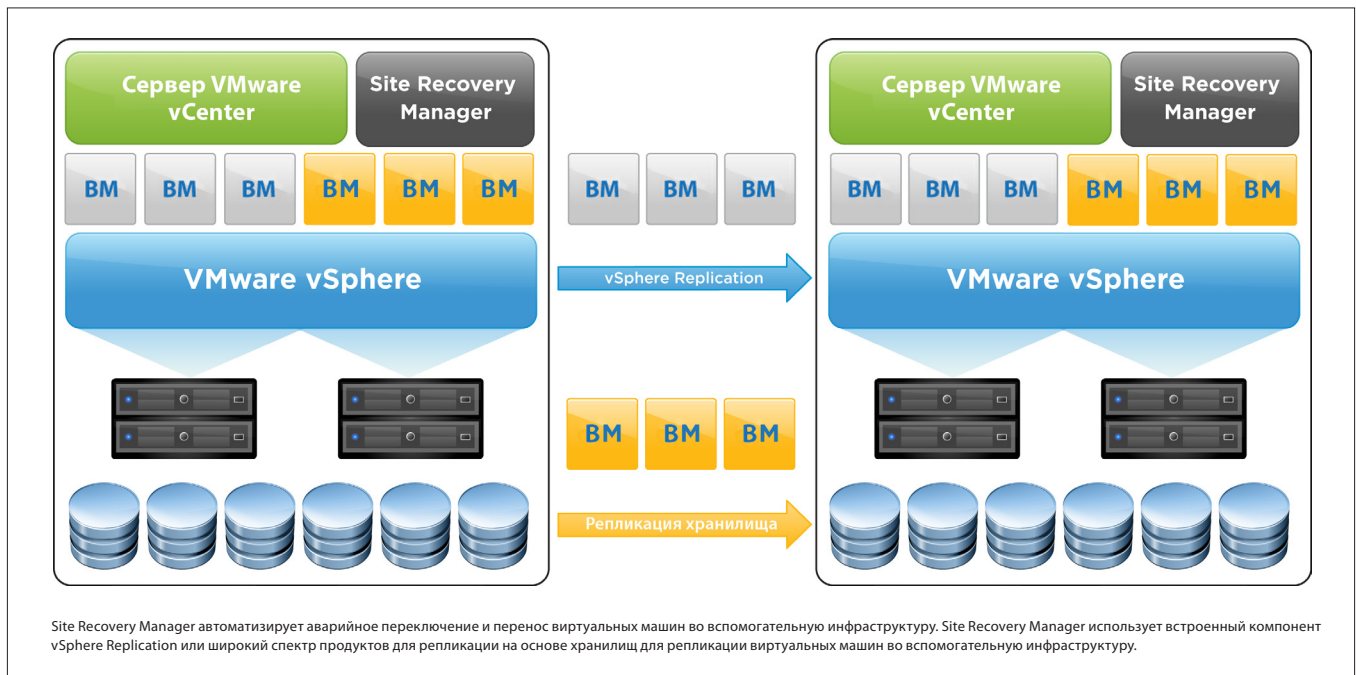 Сервер VMware
vCenter
Site Recovery
Manager
Сервер VMware
vCenter
Site Recovery
Manager
ВМ ВМ ВМ ВМ ВМ ВМ
ВМ ВМ ВМ
ВМ ВМ ВМ ВМ ВМ ВМ
VMware vSphere
vSphere Replication
VMware vSphere
ВМ ВМ ВМ
Репликация хранилища
Site Recovery Manager автоматизирует аварийное переключение и перенос виртуальных машин во вспомогательную инфраструктуру. Site Recovery Manager использует встроенный компонент
vSphere Replication или широкий спектр продуктов для репликации на основе хранилищ для репликации виртуальных машин во вспомогательную инфраструктуру.